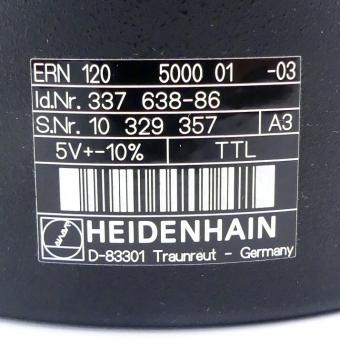 ERN 120 5000 01 -03
Id.Nr. 337 638-86
S.Nr. 10 329 357 A3
5V+-10% TTL
HEIDENHAIN
D-83301 Traunreut - Germany